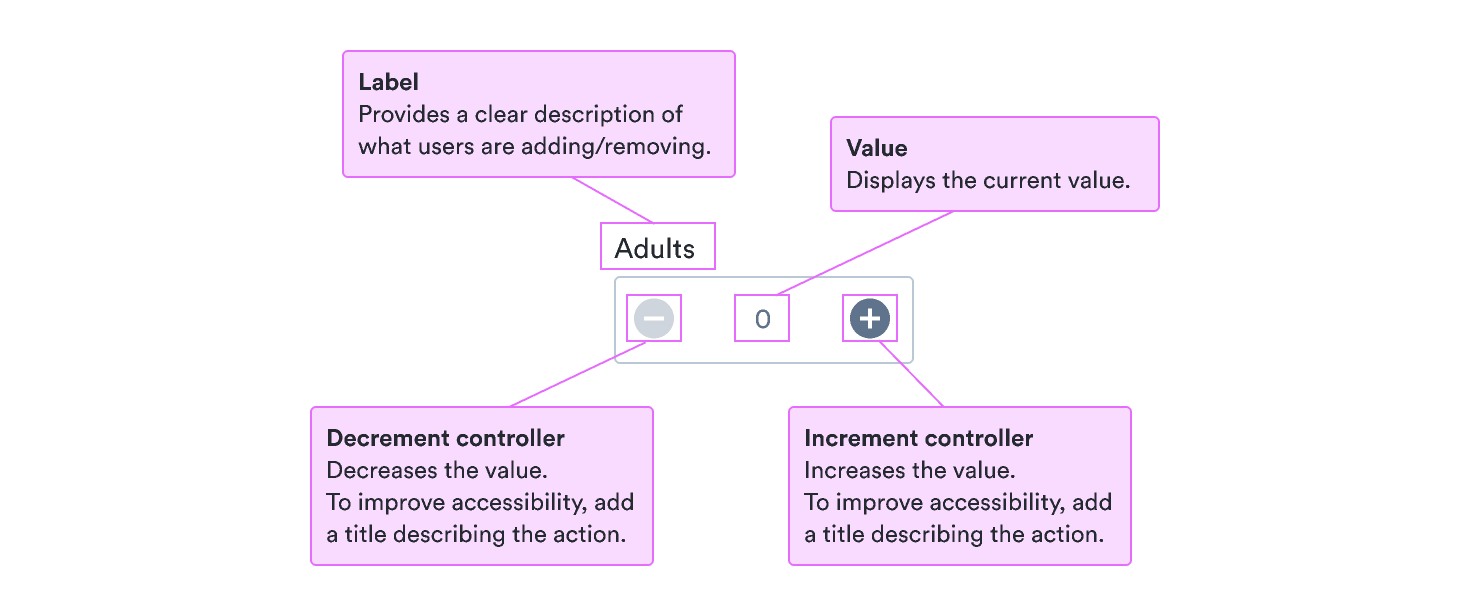 Label
Provides a clear description of
what users are adding/removing.
Value
Displays the current value.
Adults
0
Decrement controller
Decreases the value.
To improve accessibility, add
a title describing the action.
Increment controller
Increases the value.
To improve accessibility, add
a title describing the action.